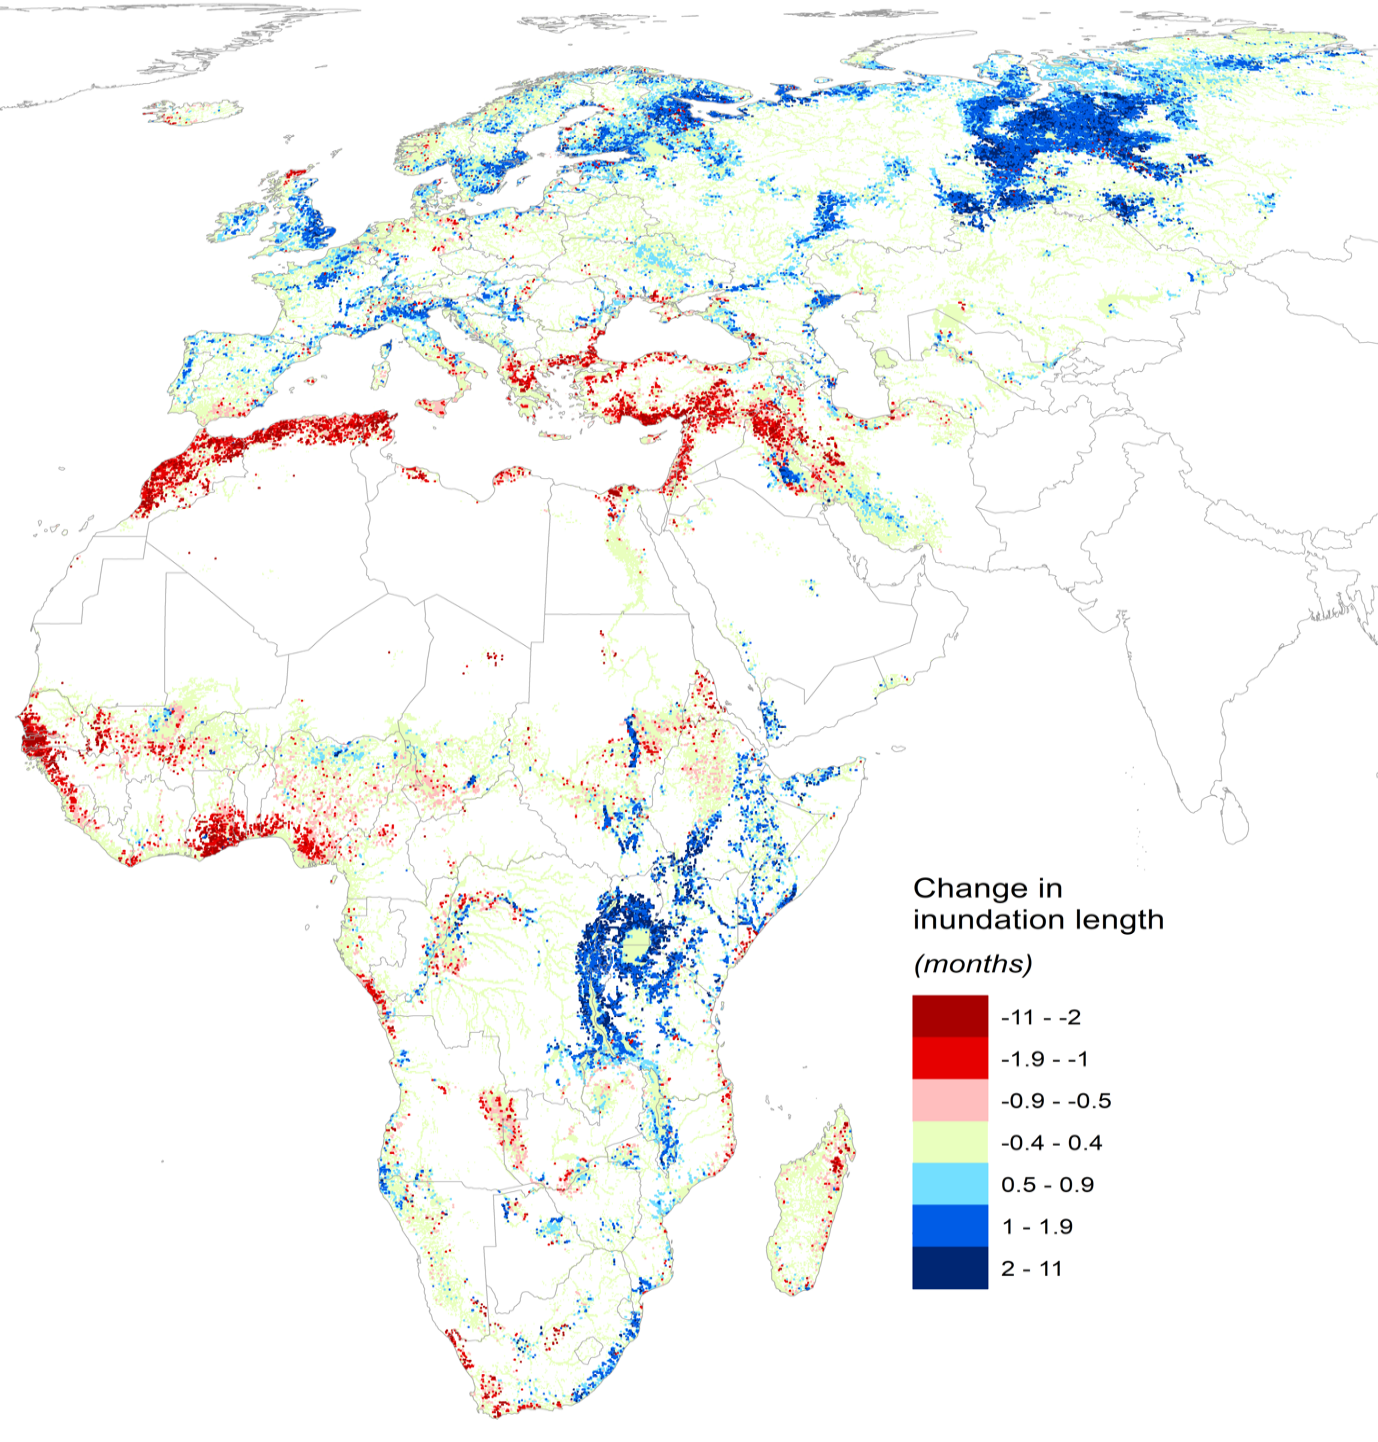 Change in
inundation length
(months)
-11 - -2
-1.9 - -1
-0.9 - -0.5
-0.4 - 0.4
0.5 - 0.9
1 - 1.9
2 - 11